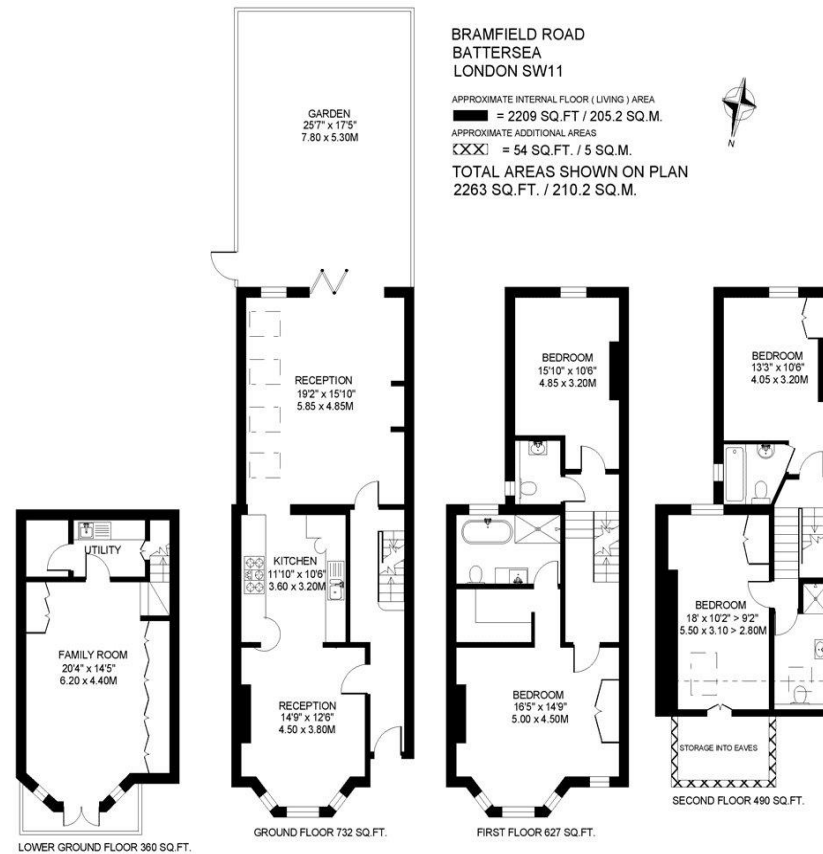 BRAMFIELD ROAD
BATTERSEA
LONDON SW11
APPROXIMATE INTERNAL FLOOR ( LIVING ) AREA
= 2209 SQ.FT / 205.2 SQ.M.
APPROXIMATE ADDITIONAL AREAS
= 54 SQ.FT. / 5 SQ.M.
TOTAL AREAS SHOWN ON PLAN
2263 SQ.FT. / 210.2 SQ.M.
N
GARDEN
25'7" x 17'5"
7.80 x 5.30M
RECEPTION
19'2" x 15'10"
5.85 x 4.85M
BEDROOM
15'10" x 10'6"
4.85 x 3.20M
BEDROOM
13'3" x 10'6"
4.05 x 3.20M
UTILITY
KITCHEN
11'10" x 10'6"
3.60 x 3.20M
FAMILY ROOM
20'4" x 14'5"
6.20 x 4.40M
RECEPTION
14'9" x 12'6"
4.50 x 3.80M
BEDROOM
16'5" x 14'9"
5.00 x 4.50M
BEDROOM
18' x 10'2" > 9'2"
5.50 x 3.10 > 2.80M
STORAGE INTO EAVES
LOWER GROUND FLOOR 360 SQ.FT.
GROUND FLOOR 732 SQ.FT.
FIRST FLOOR 627 SQ.FT.
SECOND FLOOR 490 SQ.FT.